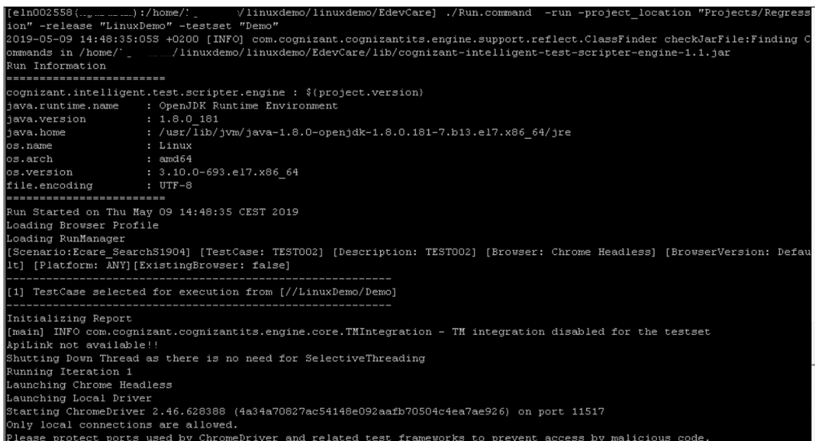 [eln002558( ):/home/ /linuxdemo/linuxdemo/EdevCare] ./Run.command -run -project_location "Projects/Regress
ion" -release "LinuxDemo" -testset "Demo"
2019-05-09 14:48:35:055 +0200 [INFO] com.cognizant.cognizantits.engine.support.reflect.ClassFinder checkJarFile:Finding C
ommands in /home/ /linuxdemo/linuxdemo/EdevCare/lib/cognizant-intelligent-test-scripter-engine-1.1.jar
Run Information
========================
cognizant.intelligent.test.scripter.engine : ${project.version}
java.runtime.name : OpenJDK Runtime Environment
java.version : 1.8.0_181
java.home : /usr/lib/jvm/java-1.8.0-openjdk-1.8.0.181-7.b13.el7.x86_64/jre
os.name : Linux
os.arch : amd64
os.version : 3.10.0-693.el7.x86_64
file.encoding : UTF-8
========================
Run Started on Thu May 09 14:48:35 CEST 2019
Loading Browser Profile
Loading RunManager
[Scenario:Ecare_SearchS1904] [TestCase: TEST002] [Description: TEST002] [Browser: Chrome Headless] [BrowserVersion: Defau
lt] [Platform: ANY][ExistingBrowser: false]
----------------------------------------------------------
[1] TestCase selected for execution from [//LinuxDemo/Demo]
----------------------------------------------------------
Initializing Report
[main] INFO com.cognizant.cognizantits.engine.core.TMIntegration - TM integration disabled for the testset
ApiLink not available!!
Shutting Down Thread as there is no need for SelectiveThreading
Running Iteration 1
Launching Chrome Headless
Launching Local Driver
Starting ChromeDriver 2.46.628388 (4a34a70827ac54148e092aafb70504c4ea7ae926) on port 11517
Only local connections are allowed.
Please protect ports used by ChromeDriver and related test frameworks to prevent access by malicious code.